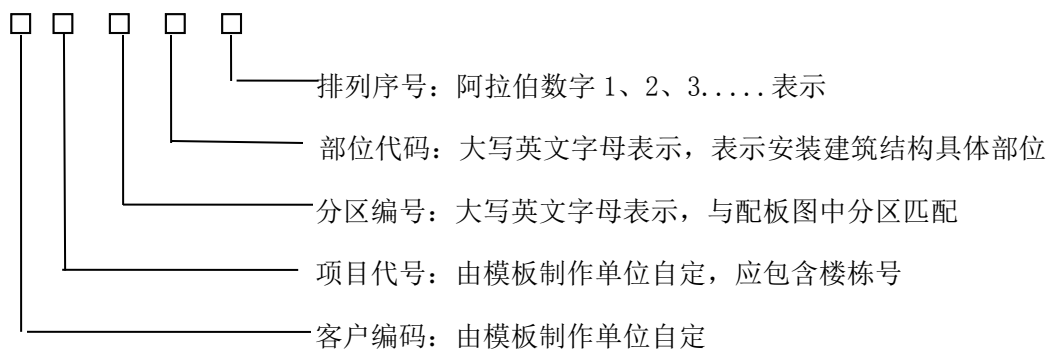 排列序号：阿拉伯数字 1、2、3.....表示
部位代码：大写英文字母表示，表示安装建筑结构具体部位
分区编号：大写英文字母表示，与配板图中分区匹配
项目代号：由模板制作单位自定，应包含楼栋号
客户编码：由模板制作单位自定